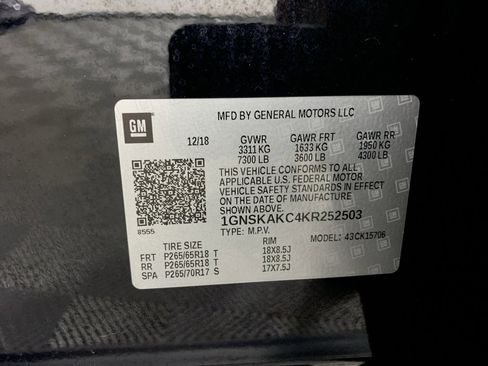 GM
MFD BY GENERAL MOTORS LLC
12/18 GVWR GAWR FRT GAWR RR
3311 KG 1633 KG 1950 KG
7300 LB 3600 LB 4300 LB
THIS VEHICLE CONFORMS TO ALL
APPLICABLE U.S. FEDERAL MOTOR
VEHICLE SAFETY STANDARDS IN EFFECT
ON THE DATE OF MANUFACTURE SHOWN ABOVE.
8555 1GNSKAKC4KR252503
TYPE: M.P.V. MODEL: 43CK15706
TIRE SIZE RIM
FRT P265/65R18 T 18X8.5J
RR P265/65R18 T 18X8.5J
SPA P265/70R17 S 17X7.5J